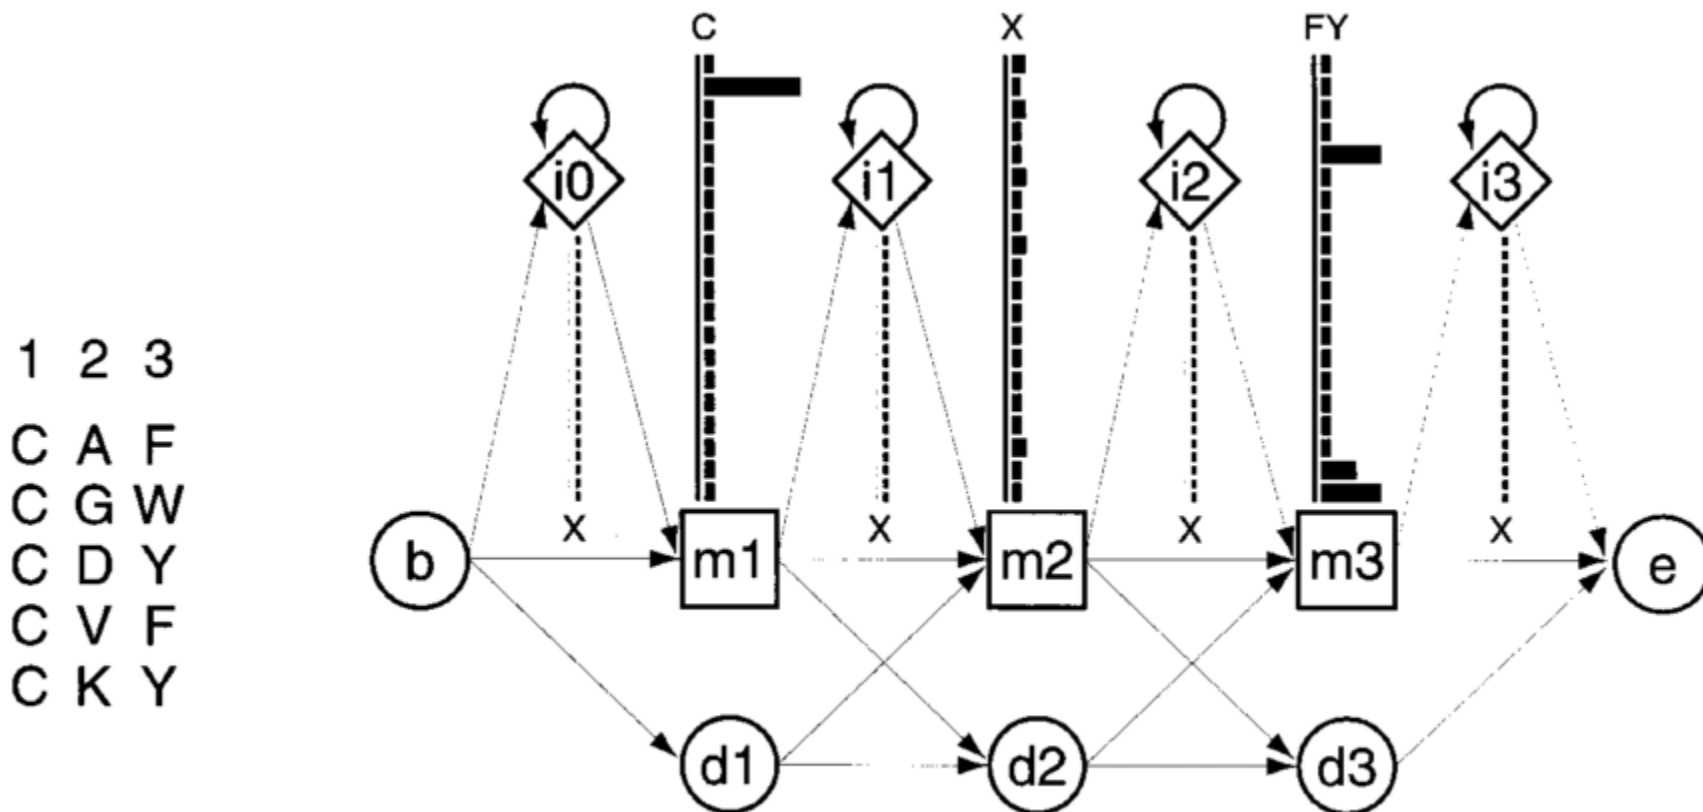 C X FY
i0 i1 i2 i3
1 2 3
C A F
C G W
C D Y
C V F
C K Y
X X X X
b m1 m2 m3 e
d1 d2 d3